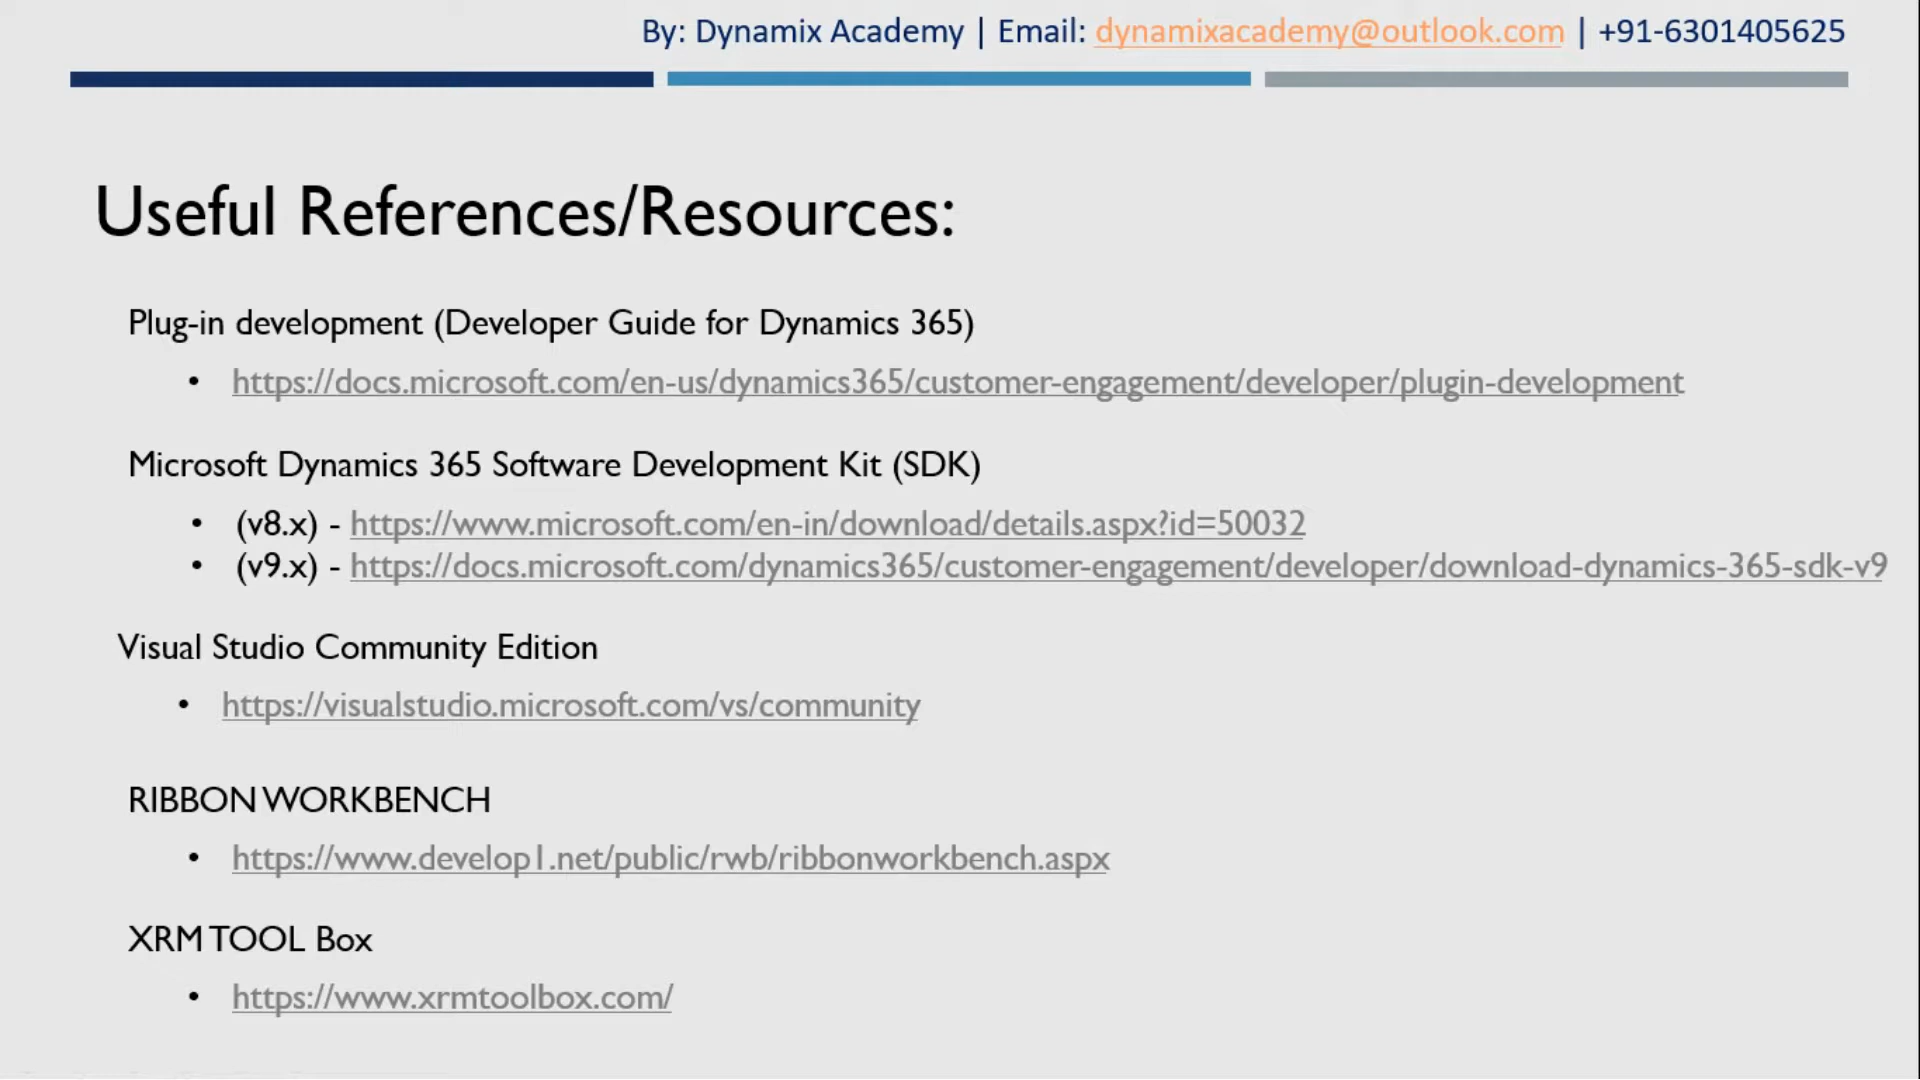 By: Dynamix Academy | Email: dynamixacademy@outlook.com | +91-6301405625
Useful References/Resources:
Plug-in development (Developer Guide for Dynamics 365)
• https://docs.microsoft.com/en-us/dynamics365/customer-engagement/developer/plugin-development
Microsoft Dynamics 365 Software Development Kit (SDK)
• (v8.x) - https://www.microsoft.com/en-in/download/details.aspx?id=50032
• (v9.x) - https://docs.microsoft.com/dynamics365/customer-engagement/developer/download-dynamics-365-sdk-v9
Visual Studio Community Edition
• https://visualstudio.microsoft.com/vs/community
RIBBON WORKBENCH
• https://www.develop1.net/public/rwb/ribbonworkbench.aspx
XRM TOOL Box
• https://www.xrmtoolbox.com/